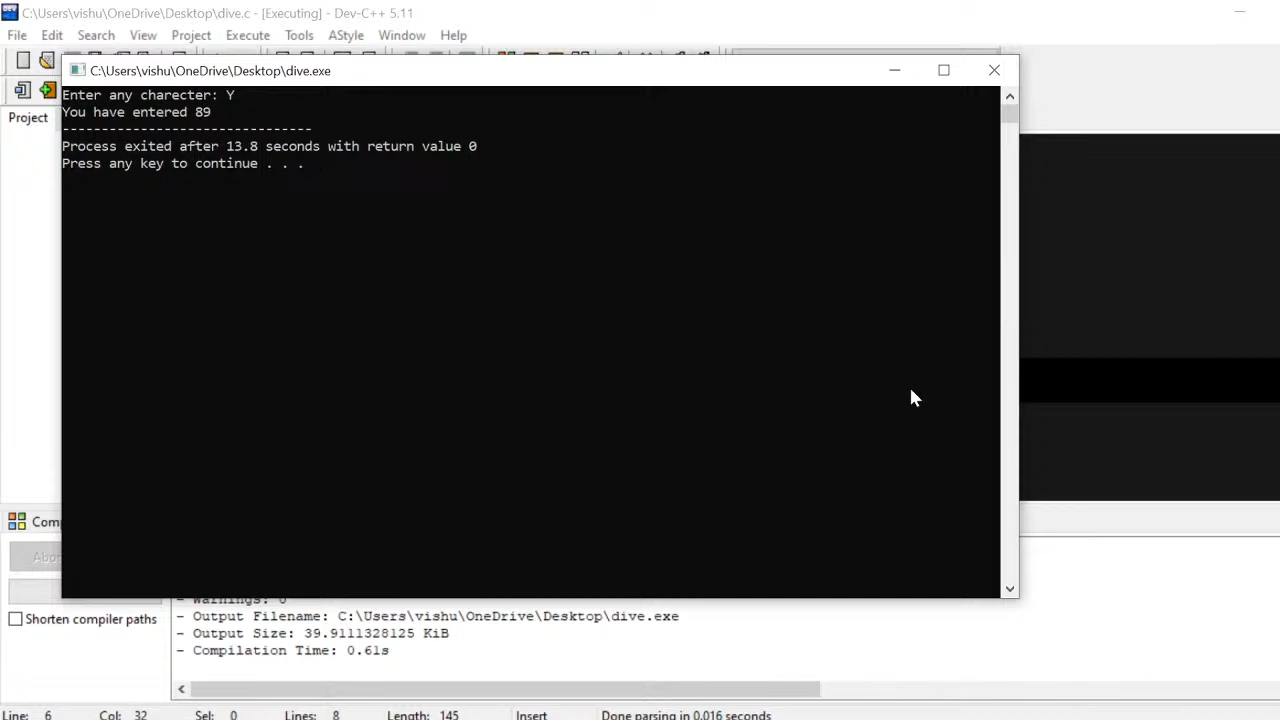 C:\Users\vishu\OneDrive\Desktop\dive.c - [Executing] - Dev-C++ 5.11
File Edit Search View Project Execute Tools AStyle Window Help
C:\Users\vishu\OneDrive\Desktop\dive.exe
Enter any charecter: Y
You have entered 89
--------------------------------
Process exited after 13.8 seconds with return value 0
Press any key to continue . . .
Project
- Warnings: 0
- Output Filename: C:\Users\vishu\OneDrive\Desktop\dive.exe
- Output Size: 39.9111328125 KiB
- Compilation Time: 0.61s
Shorten compiler paths
Line: 6 Col: 32 Sel: 0 Lines: 8 Length: 145 Insert Done parsing in 0.016 seconds